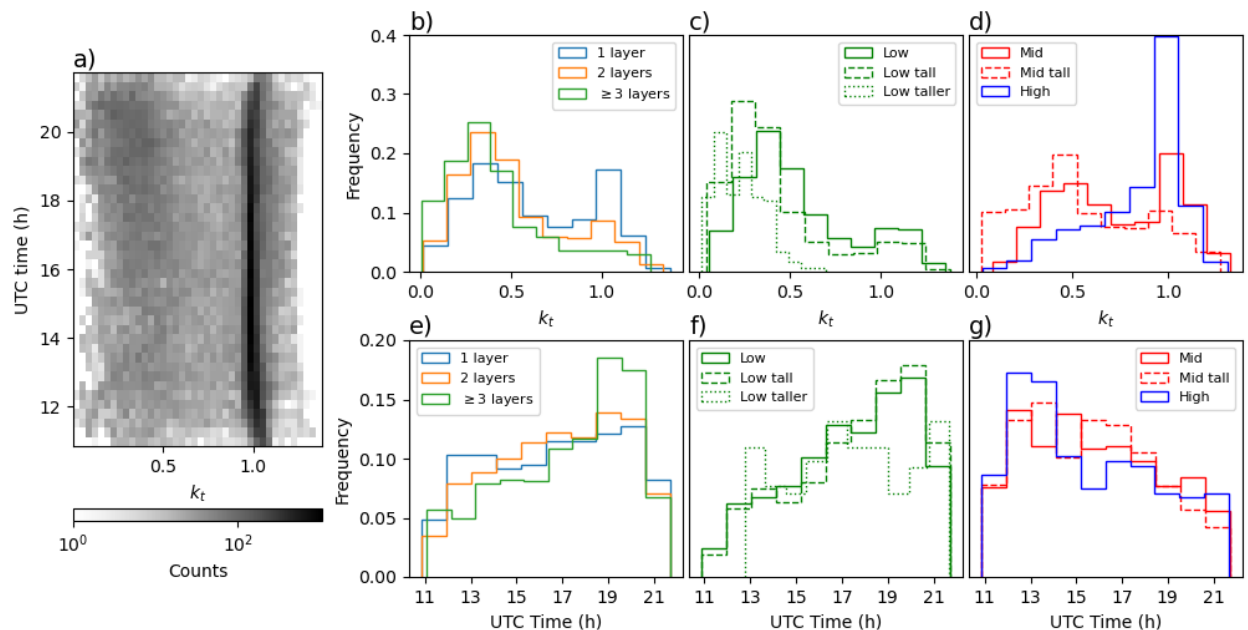 a)
UTC time (h)
20
18
16
14
12
0.5
1.0
k_t
10^0
10^2
Counts
b)
Frequency
0.4
0.3
0.2
0.1
0.0
1 layer
2 layers
≥3 layers
0.0
0.5
1.0
c)
Low
Low tall
Low taller
0.0
0.5
1.0
k_t
d)
Mid
Mid tall
High
0.0
0.5
1.0
k_t
k_t
e)
Frequency
0.20
0.15
0.10
0.05
0.00
1 layer
2 layers
≥3 layers
11 13 15 17 19 21
UTC Time (h)
f)
Low
Low tall
Low taller
11 13 15 17 19 21
UTC Time (h)
g)
Mid
Mid tall
High
11 13 15 17 19 21
UTC Time (h)